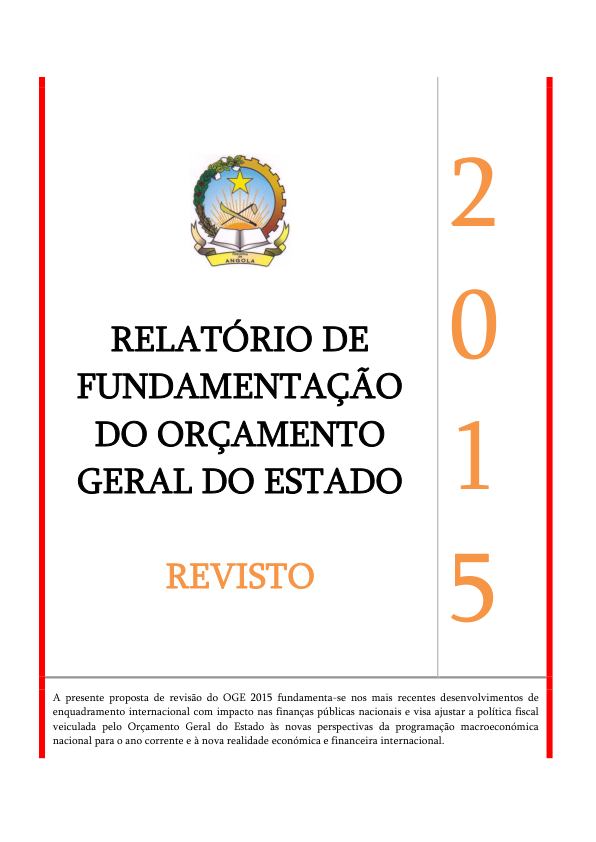 ANGOLA
RELATÓRIO DE
FUNDAMENTAÇÃO
DO ORÇAMENTO
GERAL DO ESTADO
REVISTO
2
0
1
5
A presente proposta de revisão do OGE 2015 fundamenta-se nos mais recentes desenvolvimentos de
enquadramento internacional com impacto nas finanças públicas nacionais e visa ajustar a política fiscal
veiculada pelo Orçamento Geral do Estado às novas perspectivas da programação macroeconómica
nacional para o ano corrente e à nova realidade económica e financeira internacional.